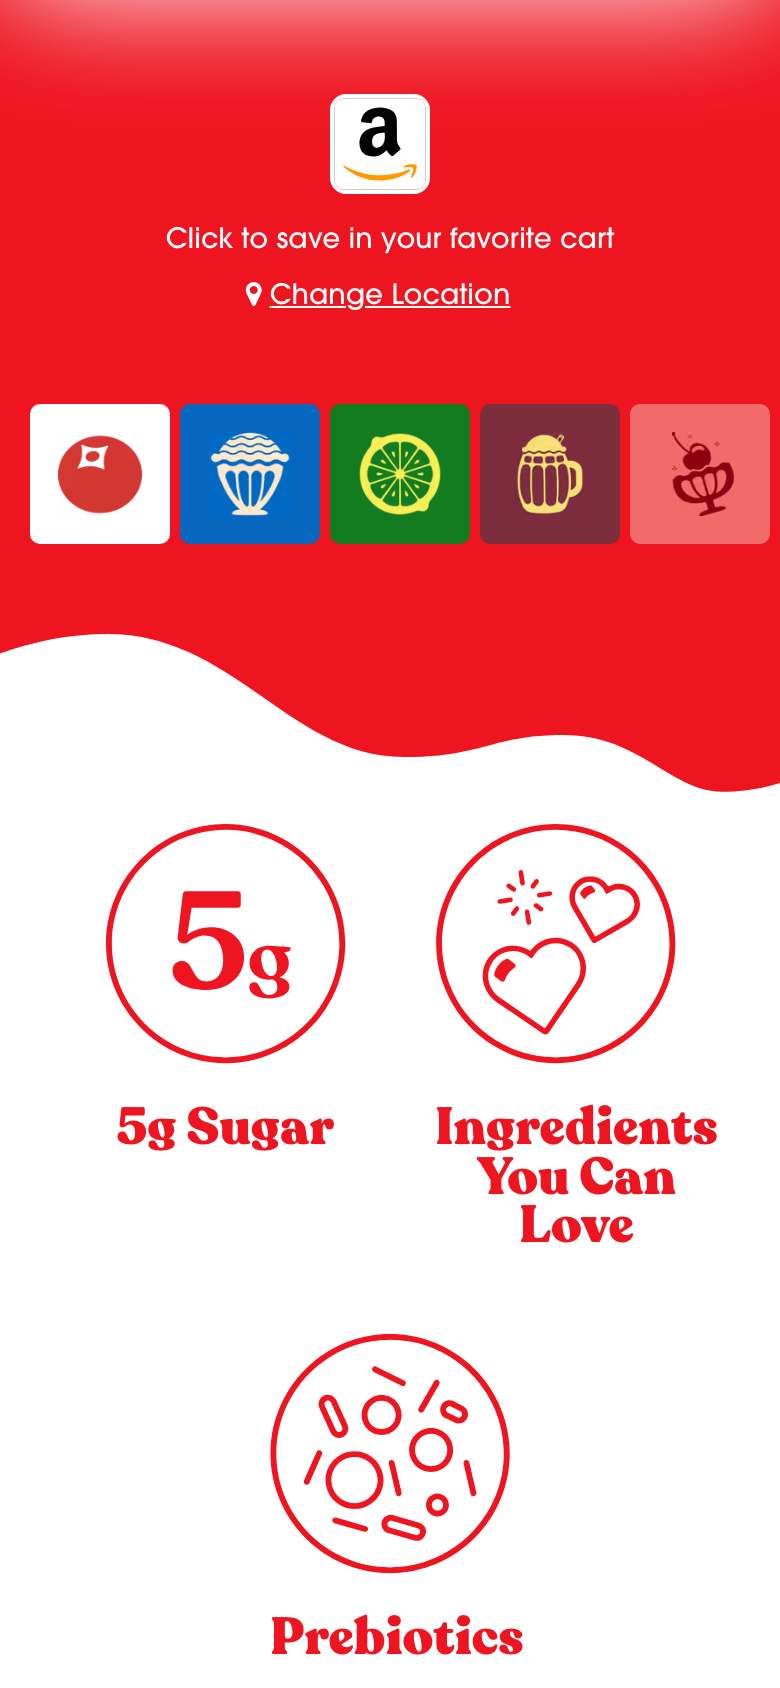 a
Click to save in your favorite cart
Change Location
5g
5g Sugar
Ingredients
You Can
Love
Prebiotics